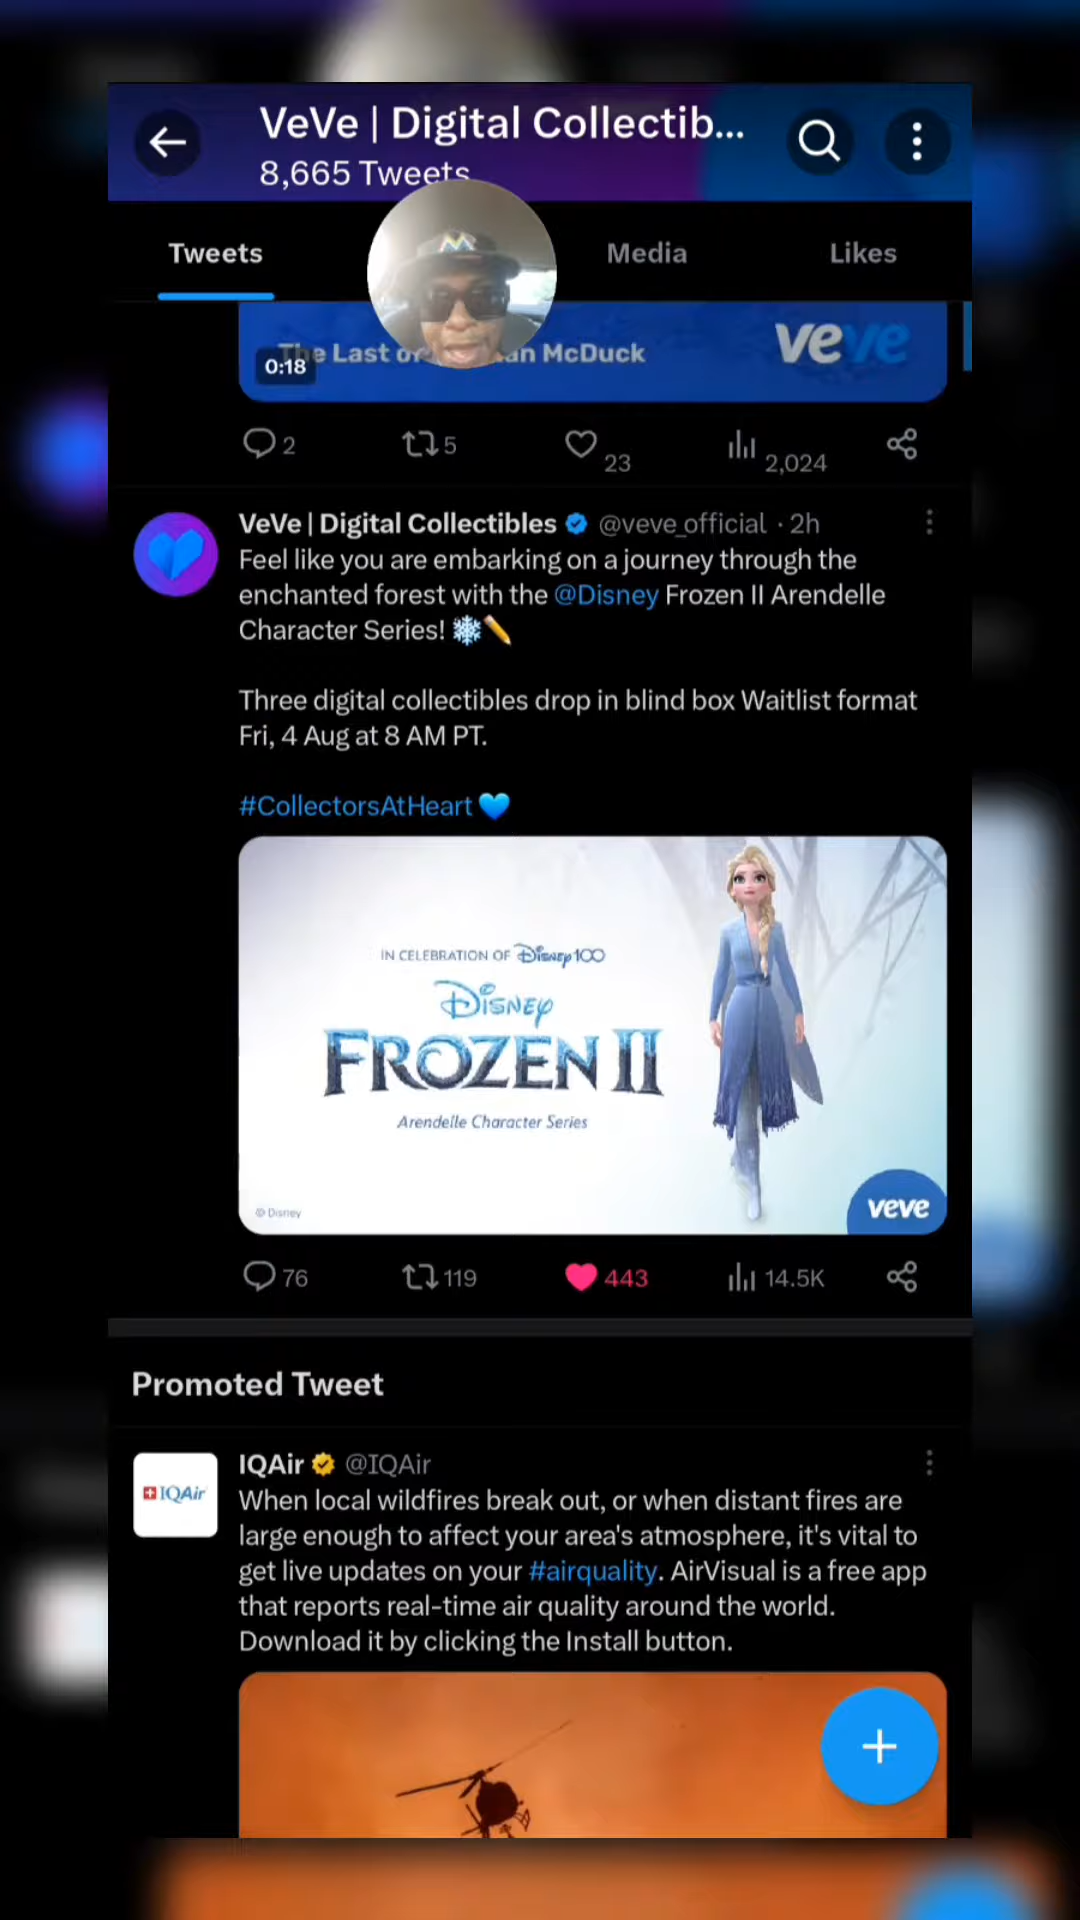 VeVe | Digital Collectib...
8,665 Tweets
Tweets
Media
Likes
The Last of
an McDuck
veve
0:18
2
5
23
2,024
VeVe | Digital Collectibles @veve_official · 2h
Feel like you are embarking on a journey through the
enchanted forest with the @Disney Frozen II Arendelle
Character Series! ❄️✏️
Three digital collectibles drop in blind box Waitlist format
Fri, 4 Aug at 8 AM PT.
#CollectorsAtHeart 💙
IN CELEBRATION OF Disney100
Disney
FROZEN II
Arendelle Character Series
© Disney
veve
76
119
443
14.5K
Promoted Tweet
IQAir
IQAir @IQAir
When local wildfires break out, or when distant fires are
large enough to affect your area's atmosphere, it's vital to
get live updates on your #airquality. AirVisual is a free app
that reports real-time air quality around the world.
Download it by clicking the Install button.